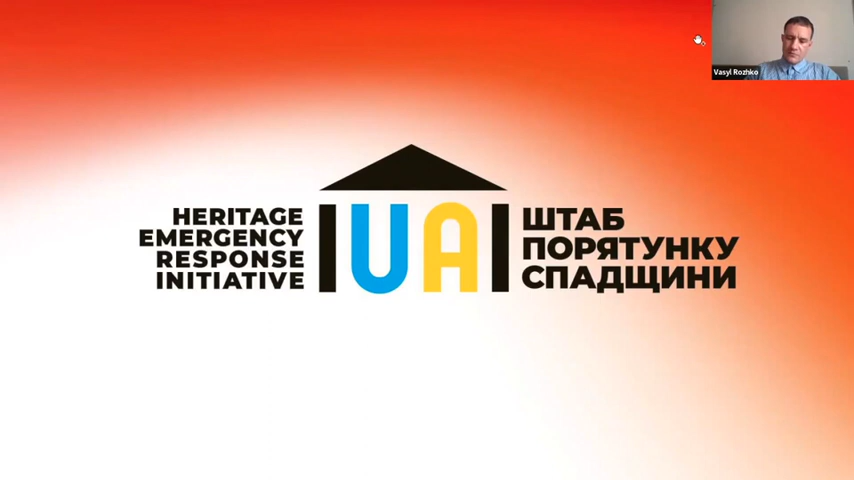 Vasyl Rozhko
HERITAGE
EMERGENCY
RESPONSE
INITIATIVE
UA
ШТАБ
ПОРЯТУНКУ
СПАДЩИНИ